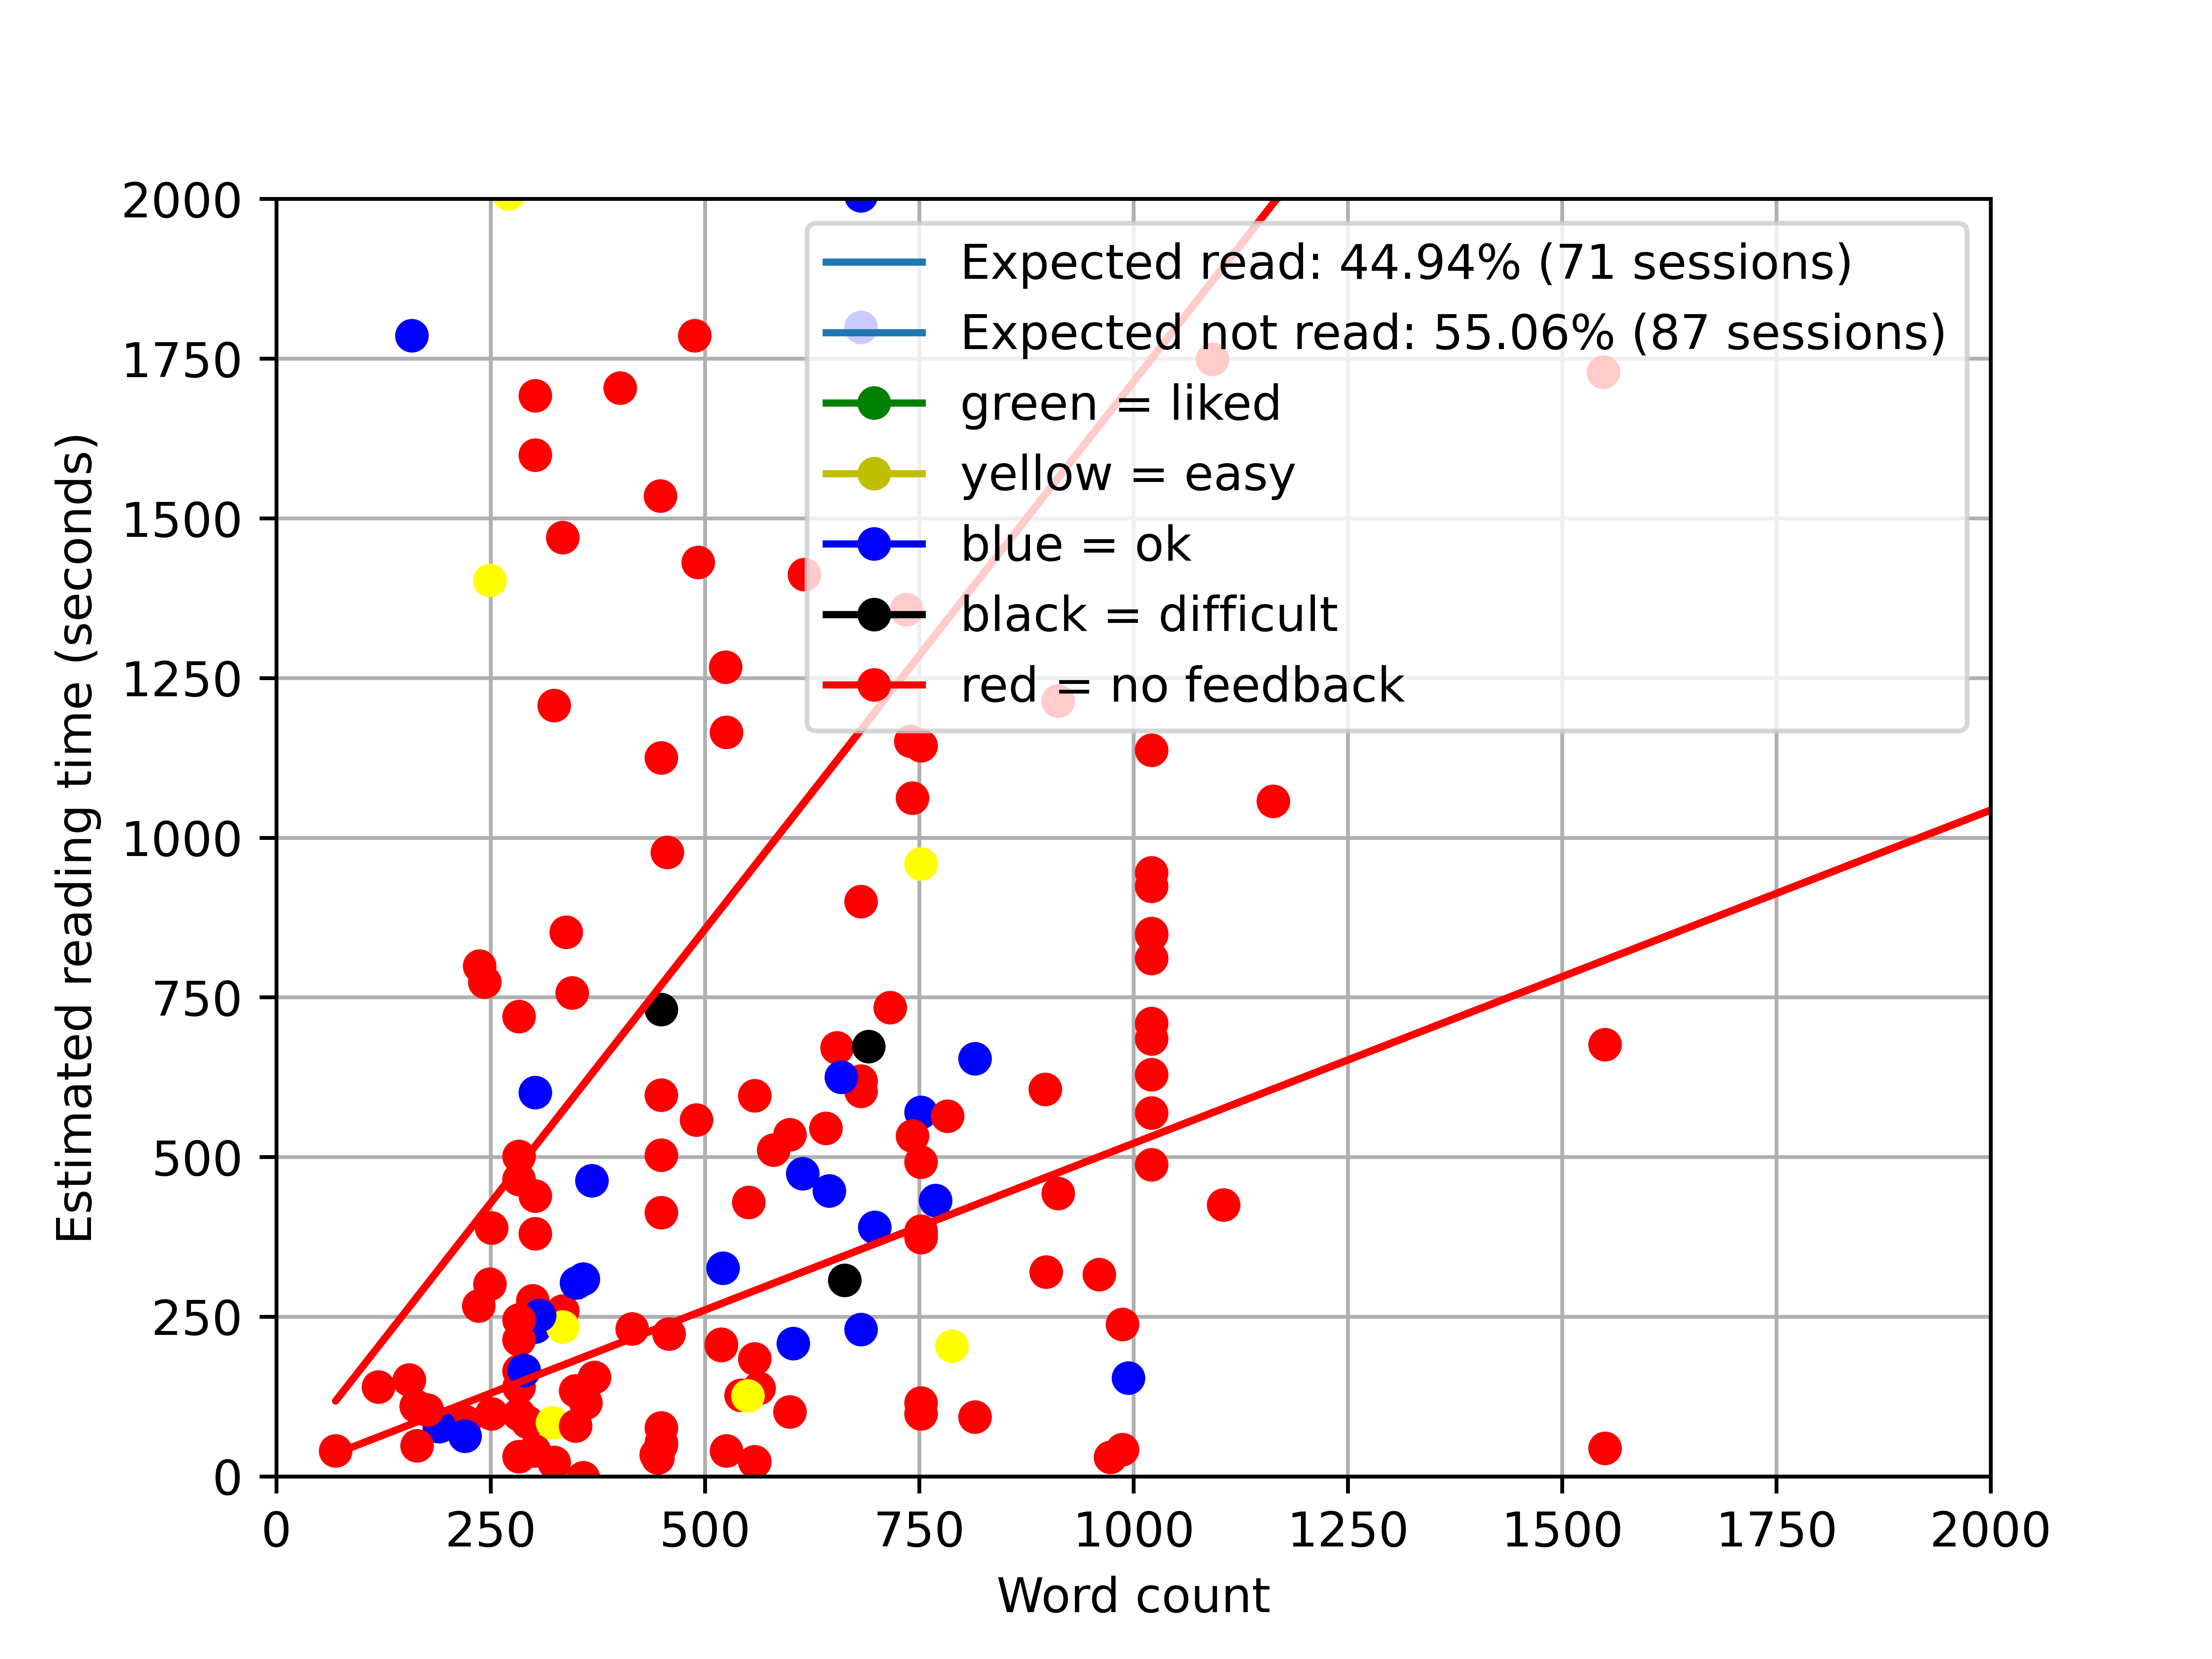 2000
1750
1500
1250
1000
750
500
250
0
Estimated reading time (seconds)
Expected read: 44.94% (71 sessions)
Expected not read: 55.06% (87 sessions)
green = liked
yellow = easy
blue = ok
black = difficult
red = no feedback
0 250 500 750 1000 1250 1500 1750 2000
Word count